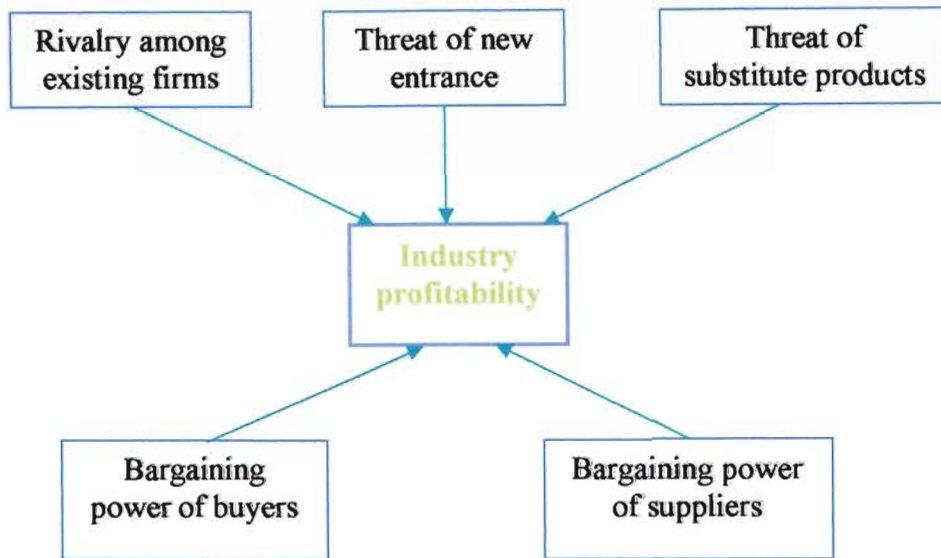 Rivalry among
existing firms
Threat of new
entrance
Threat of
substitute products
Industry
profitability
Bargaining
power of buyers
Bargaining power
of suppliers